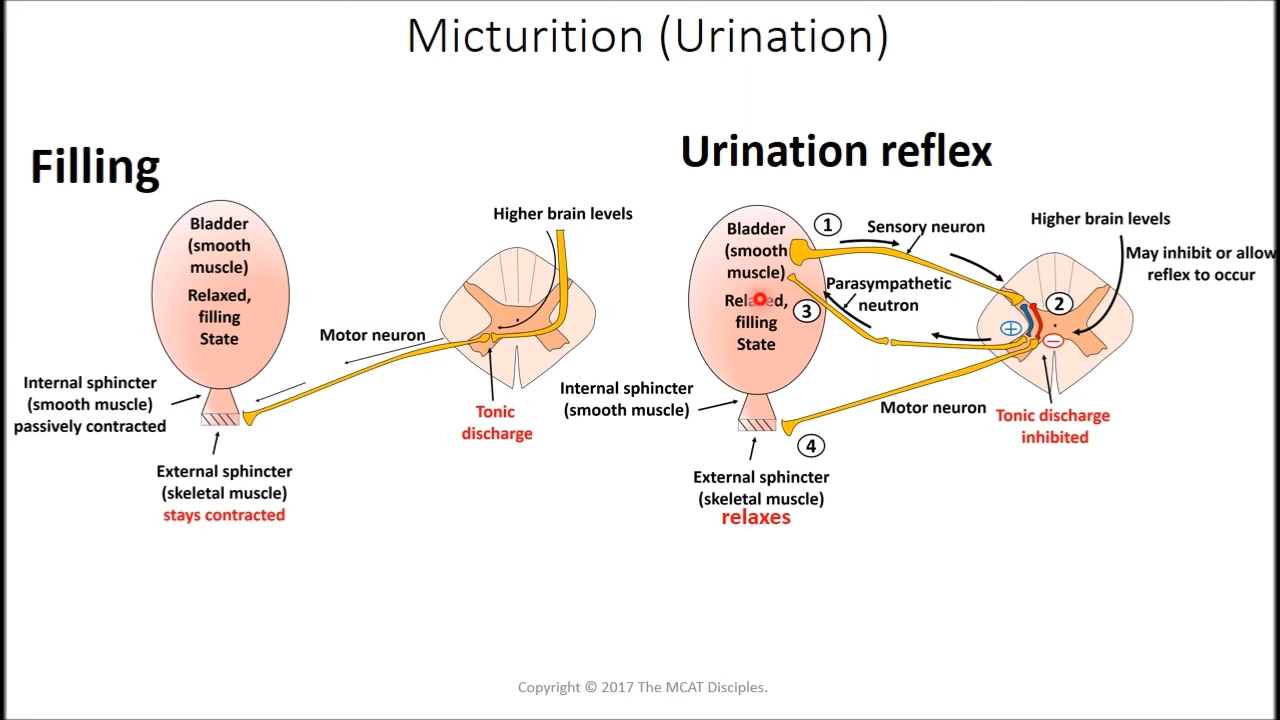 Micturition (Urination)
Filling
Bladder
(smooth
muscle)
Relaxed,
filling
State
Higher brain levels
Motor neuron
Internal sphincter
(smooth muscle)
passively contracted
Tonic
discharge
External sphincter
(skeletal muscle)
stays contracted
Urination reflex
Bladder
(smooth
muscle)
Relaxed,
filling
State
1
Sensory neuron
Higher brain levels
May inhibit or allow
reflex to occur
Parasympathetic
neutron
2
3
+
−
Internal sphincter
(smooth muscle)
Motor neuron
Tonic discharge
inhibited
4
External sphincter
(skeletal muscle)
relaxes
Copyright © 2017 The MCAT Disciples.